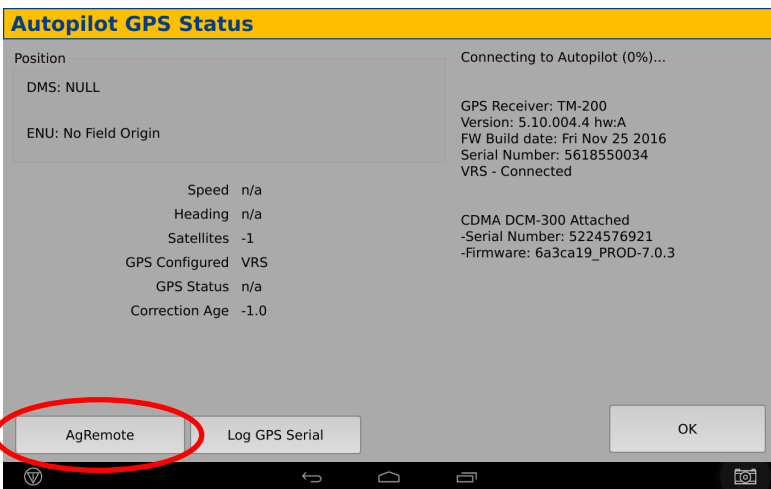 Autopilot GPS Status
Position
DMS: NULL
ENU: No Field Origin
Speed n/a
Heading n/a
Satellites -1
GPS Configured VRS
GPS Status n/a
Correction Age -1.0
Connecting to Autopilot (0%)...
GPS Receiver: TM-200
Version: 5.10.004.4 hw:A
FW Build date: Fri Nov 25 2016
Serial Number: 5618550034
VRS - Connected
CDMA DCM-300 Attached
-Serial Number: 5224576921
-Firmware: 6a3ca19_PROD-7.0.3
AgRemote
Log GPS Serial
OK